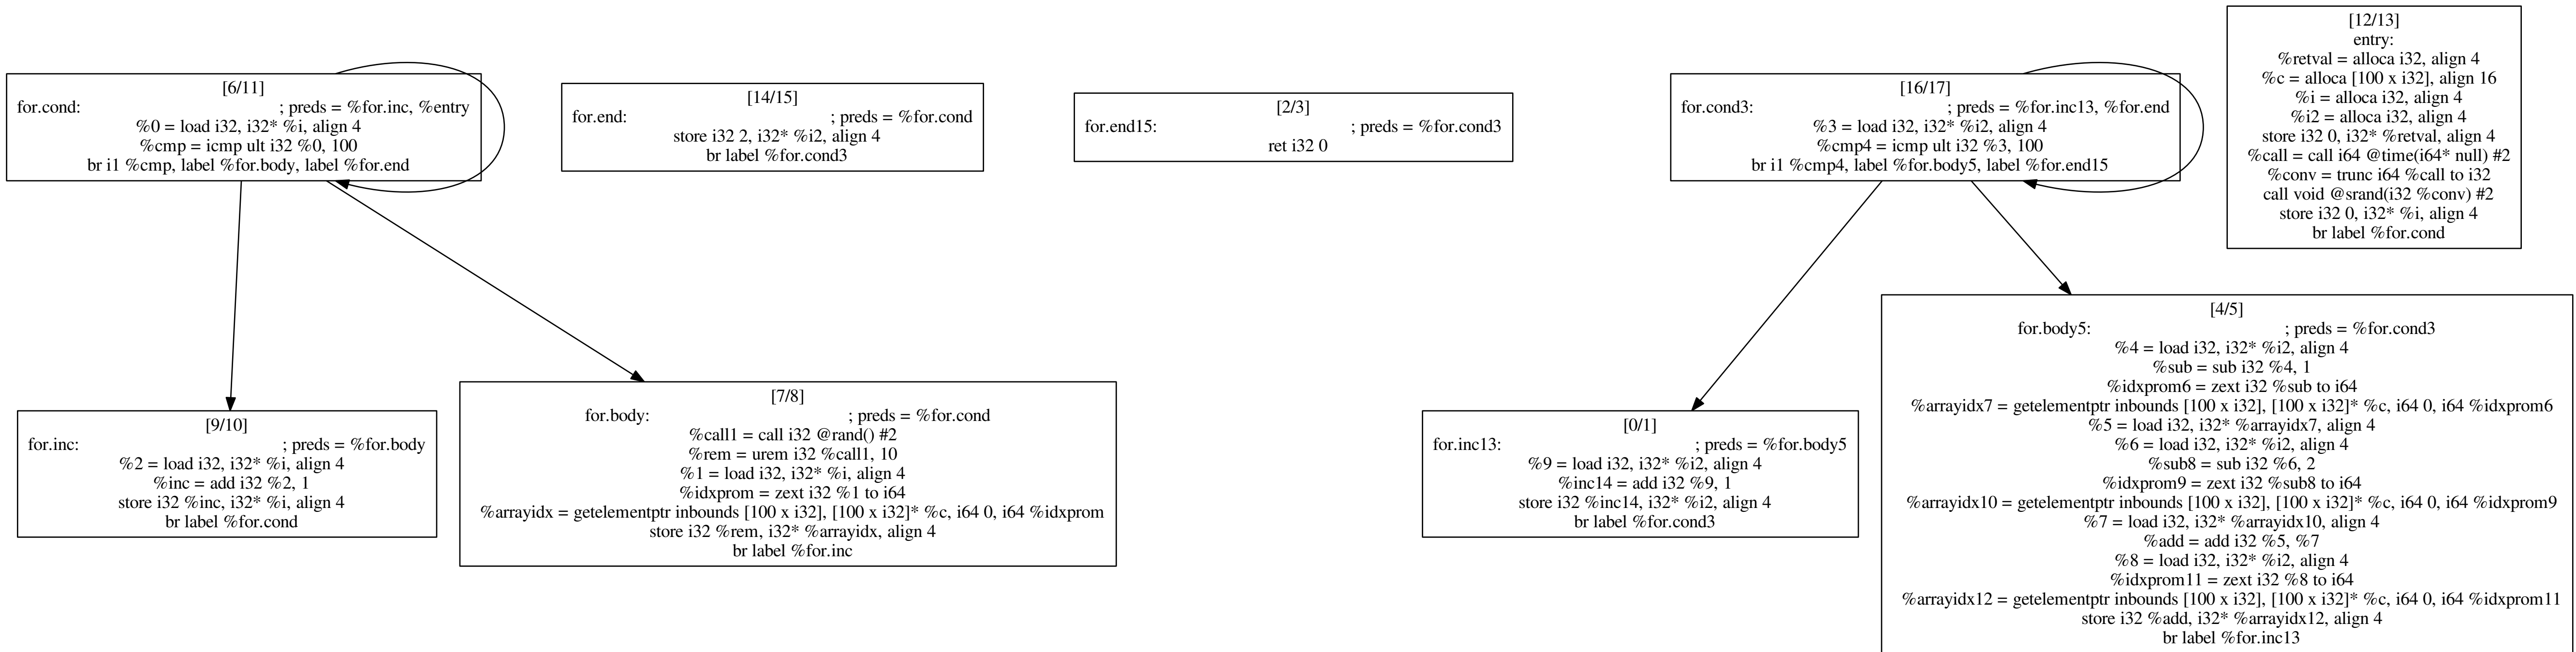 [6/11]
for.cond: ; preds = %for.inc, %entry
%0 = load i32, i32* %i, align 4
%cmp = icmp ult i32 %0, 100
br i1 %cmp, label %for.body, label %for.end
[14/15]
for.end: ; preds = %for.cond
store i32 2, i32* %i2, align 4
br label %for.cond3
[2/3]
for.end15: ; preds = %for.cond3
ret i32 0
[16/17]
for.cond3: ; preds = %for.inc13, %for.end
%3 = load i32, i32* %i2, align 4
%cmp4 = icmp ult i32 %3, 100
br i1 %cmp4, label %for.body5, label %for.end15
[12/13]
entry:
%retval = alloca i32, align 4
%c = alloca [100 x i32], align 16
%i = alloca i32, align 4
%i2 = alloca i32, align 4
store i32 0, i32* %retval, align 4
%call = call i64 @time(i64* null) #2
%conv = trunc i64 %call to i32
call void @srand(i32 %conv) #2
store i32 0, i32* %i, align 4
br label %for.cond
[9/10]
for.inc: ; preds = %for.body
%2 = load i32, i32* %i, align 4
%inc = add i32 %2, 1
store i32 %inc, i32* %i, align 4
br label %for.cond
[7/8]
for.body: ; preds = %for.cond
%call1 = call i32 @rand() #2
%rem = urem i32 %call1, 10
%1 = load i32, i32* %i, align 4
%idxprom = zext i32 %1 to i64
%arrayidx = getelementptr inbounds [100 x i32], [100 x i32]* %c, i64 0, i64 %idxprom
store i32 %rem, i32* %arrayidx, align 4
br label %for.inc
[0/1]
for.inc13: ; preds = %for.body5
%9 = load i32, i32* %i2, align 4
%inc14 = add i32 %9, 1
store i32 %inc14, i32* %i2, align 4
br label %for.cond3
[4/5]
for.body5: ; preds = %for.cond3
%4 = load i32, i32* %i2, align 4
%sub = sub i32 %4, 1
%idxprom6 = zext i32 %sub to i64
%arrayidx7 = getelementptr inbounds [100 x i32], [100 x i32]* %c, i64 0, i64 %idxprom6
%5 = load i32, i32* %arrayidx7, align 4
%6 = load i32, i32* %i2, align 4
%sub8 = sub i32 %6, 2
%idxprom9 = zext i32 %sub8 to i64
%arrayidx10 = getelementptr inbounds [100 x i32], [100 x i32]* %c, i64 0, i64 %idxprom9
%7 = load i32, i32* %arrayidx10, align 4
%add = add i32 %5, %7
%8 = load i32, i32* %i2, align 4
%idxprom11 = zext i32 %8 to i64
%arrayidx12 = getelementptr inbounds [100 x i32], [100 x i32]* %c, i64 0, i64 %idxprom11
store i32 %add, i32* %arrayidx12, align 4
br label %for.inc13